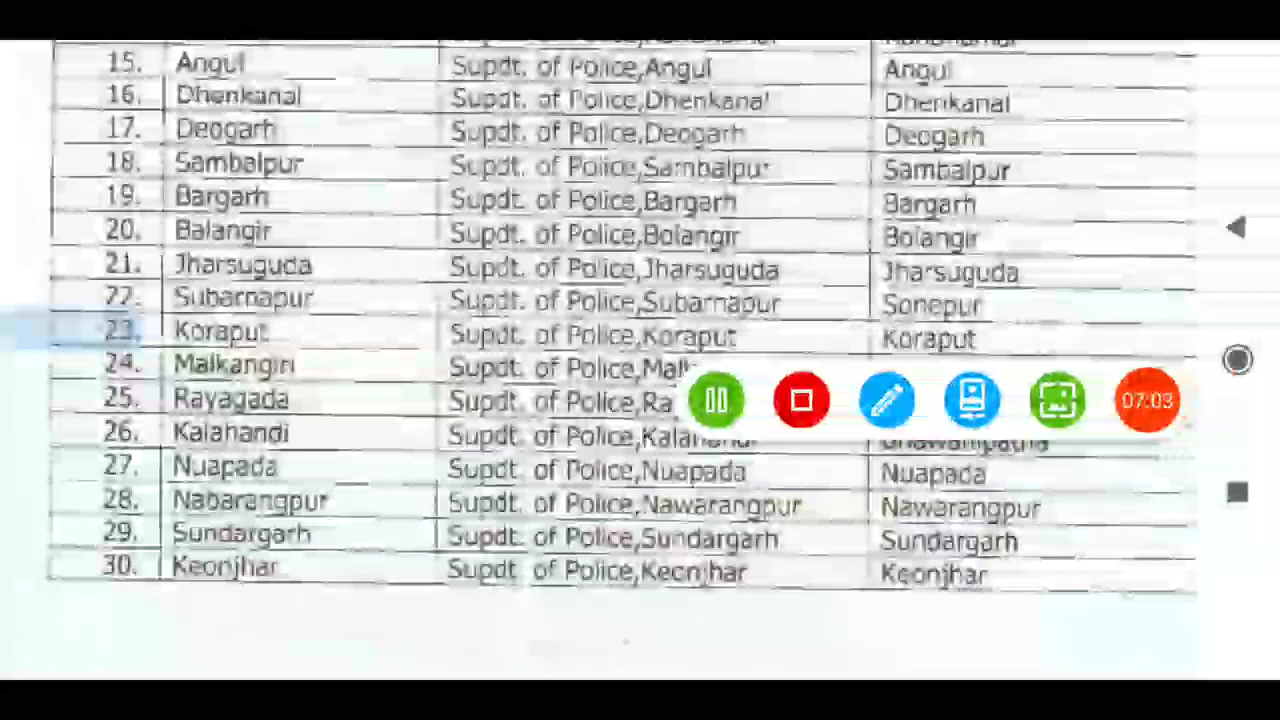 15. Angul Supdt. of Police,Angul Angul
16. Dhenkanal Supdt. of Police,Dhenkanal Dhenkanal
17. Deogarh Supdt. of Police,Deogarh Deogarh
18. Sambalpur Supdt. of Police,Sambalpur Sambalpur
19. Bargarh Supdt. of Police,Bargarh Bargarh
20. Balangir Supdt. of Police,Bolangir Bolangir
21. Jharsuguda Supdt. of Police,Jharsuguda Jharsuguda
22. Subarnapur Supdt. of Police,Subarnapur Sonepur
23. Koraput Supdt. of Police,Koraput Koraput
24. Malkangiri Supdt. of Police,Malk
25. Rayagada Supdt. of Police,Ra
07:03
26. Kalahandi Supdt. of Police,Kalahandi Bhawanipatna
27. Nuapada Supdt. of Police,Nuapada Nuapada
28. Nabarangpur Supdt. of Police,Nawarangpur Nawarangpur
29. Sundargarh Supdt. of Police,Sundargarh Sundargarh
30. Keonjhar Supdt. of Police,Keonjhar Keonjhar